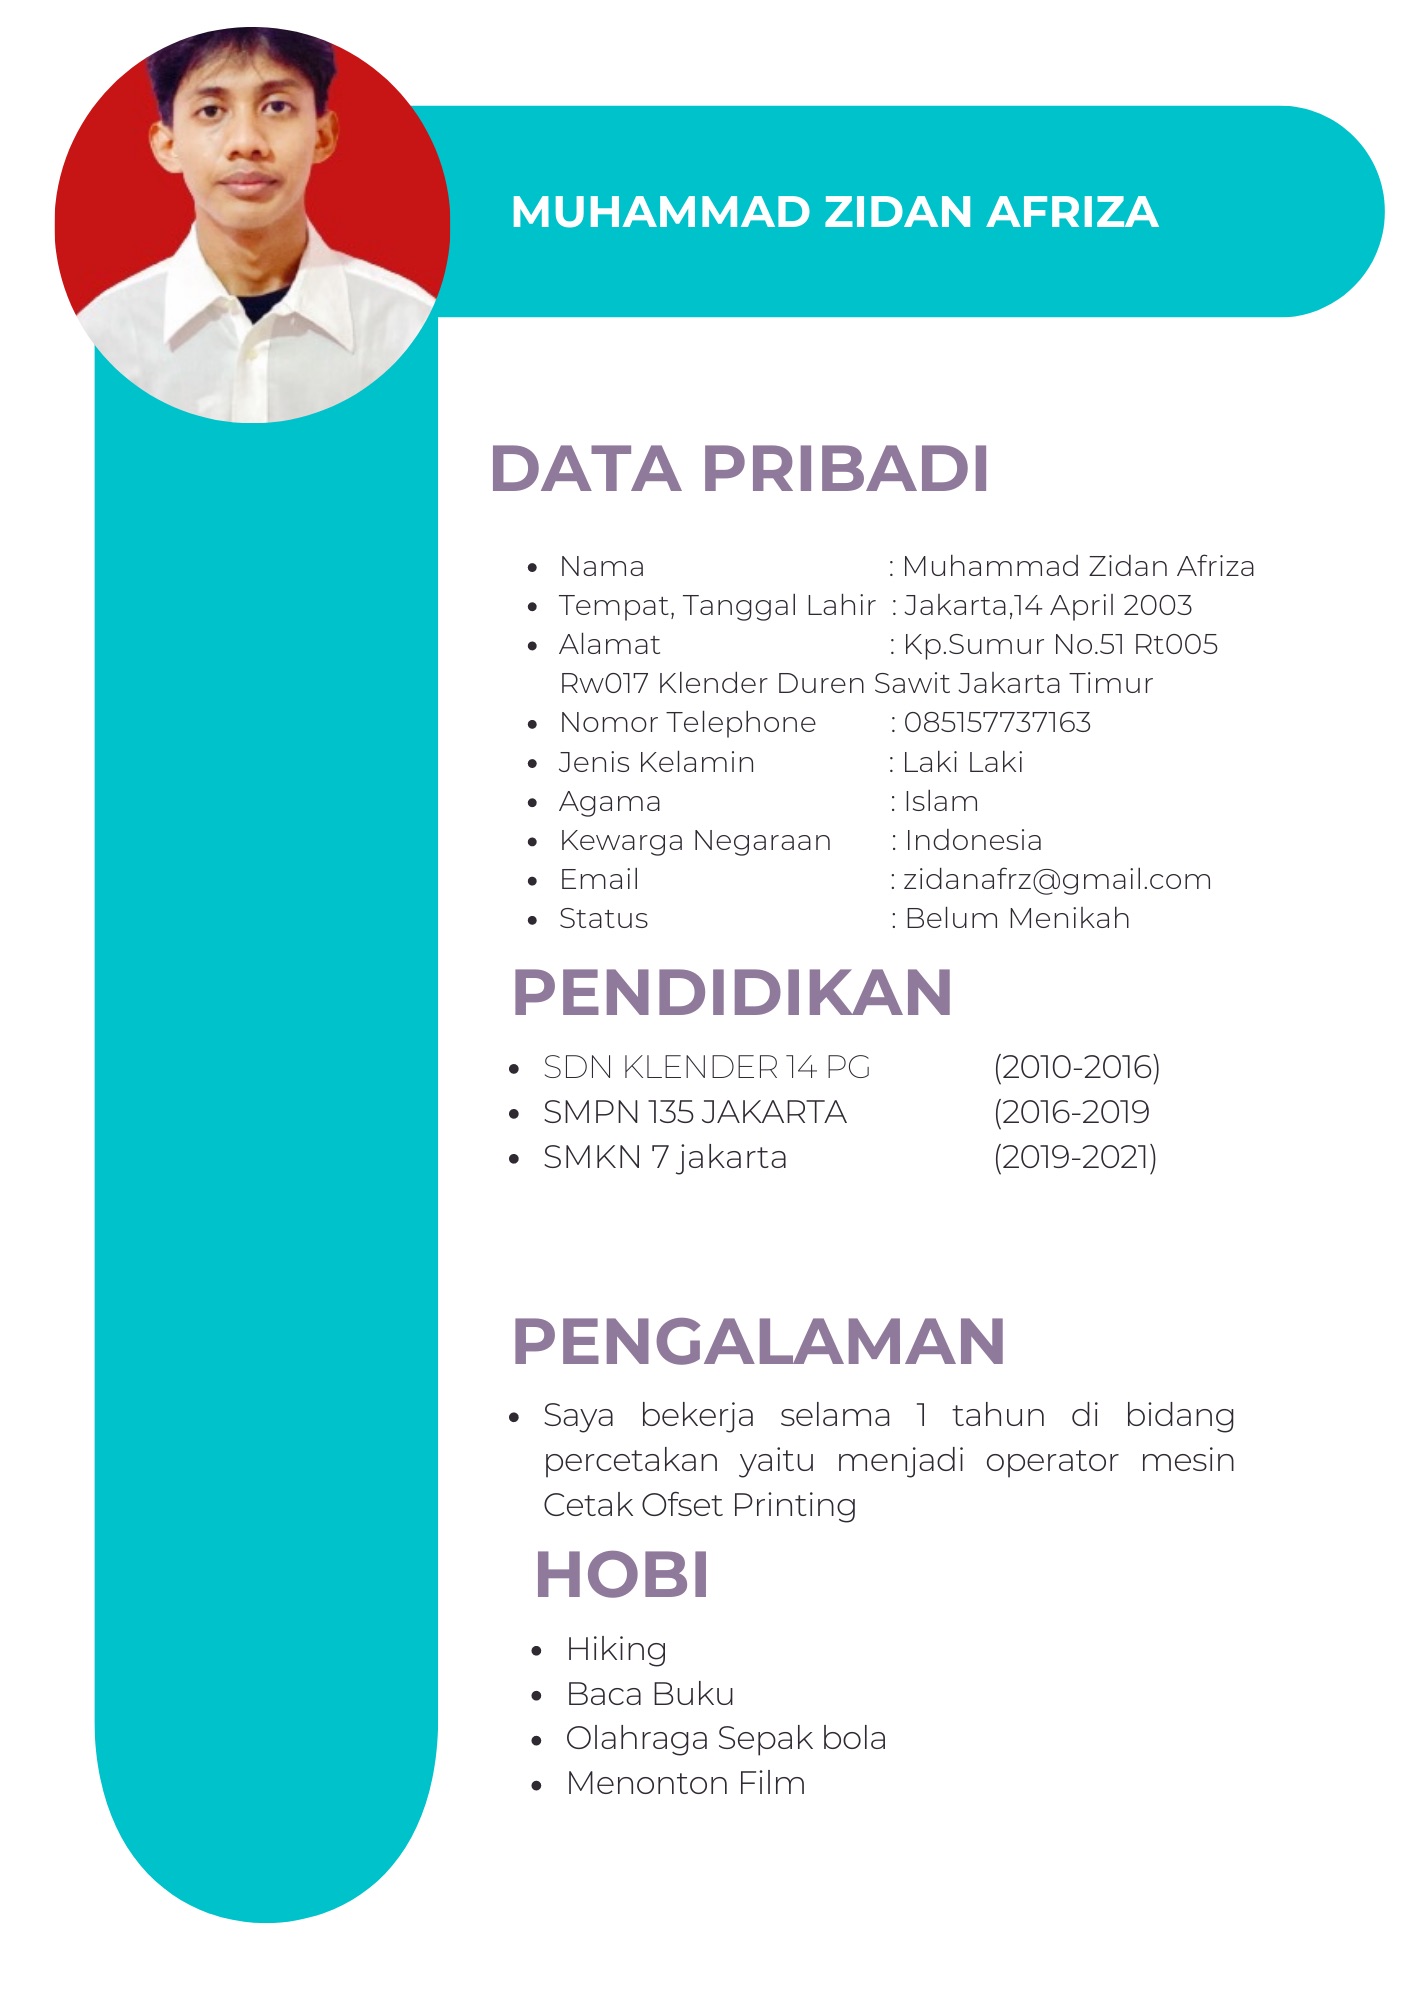 MUHAMMAD ZIDAN AFRIZA
DATA PRIBADI
• Nama : Muhammad Zidan Afriza
• Tempat, Tanggal Lahir : Jakarta,14 April 2003
• Alamat : Kp.Sumur No.51 Rt005
Rw017 Klender Duren Sawit Jakarta Timur
• Nomor Telephone : 085157737163
• Jenis Kelamin : Laki Laki
• Agama : Islam
• Kewarga Negaraan : Indonesia
• Email : zidanafrz@gmail.com
• Status : Belum Menikah
PENDIDIKAN
• SDN KLENDER 14 PG (2010-2016)
• SMPN 135 JAKARTA (2016-2019
• SMKN 7 jakarta (2019-2021)
PENGALAMAN
• Saya bekerja selama 1 tahun di bidang
percetakan yaitu menjadi operator mesin
Cetak Ofset Printing
HOBI
• Hiking
• Baca Buku
• Olahraga Sepak bola
• Menonton Film